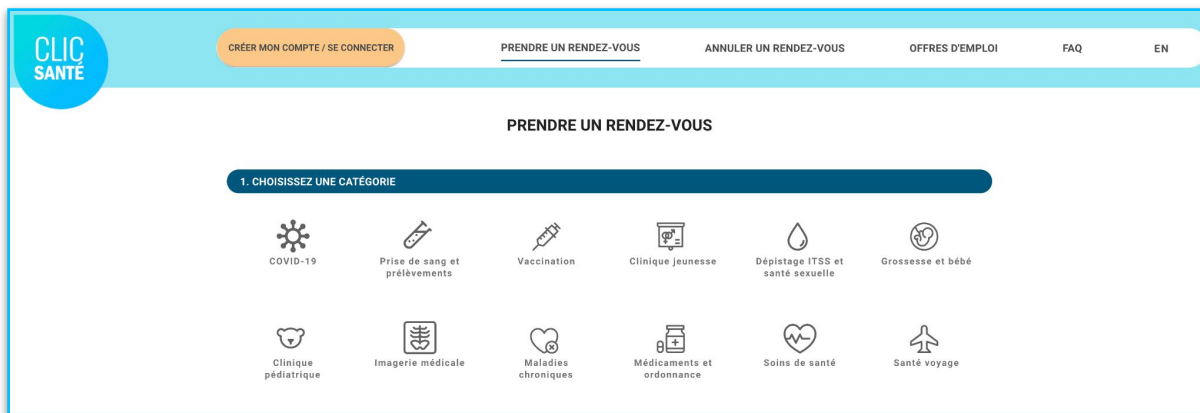 CLIC
SANTÉ
CRÉER MON COMPTE / SE CONNECTER
PRENDRE UN RENDEZ-VOUS
ANNULER UN RENDEZ-VOUS
OFFRES D'EMPLOI
FAQ
EN
PRENDRE UN RENDEZ-VOUS
1. CHOISISSEZ UNE CATÉGORIE
COVID-19
Prise de sang et
prélèvements
Vaccination
Clinique jeunesse
Dépistage ITSS et
santé sexuelle
Grossesse et bébé
Clinique
pédiatrique
Imagerie médicale
Maladies
chroniques
Médicaments et
ordonnance
Soins de santé
Santé voyage